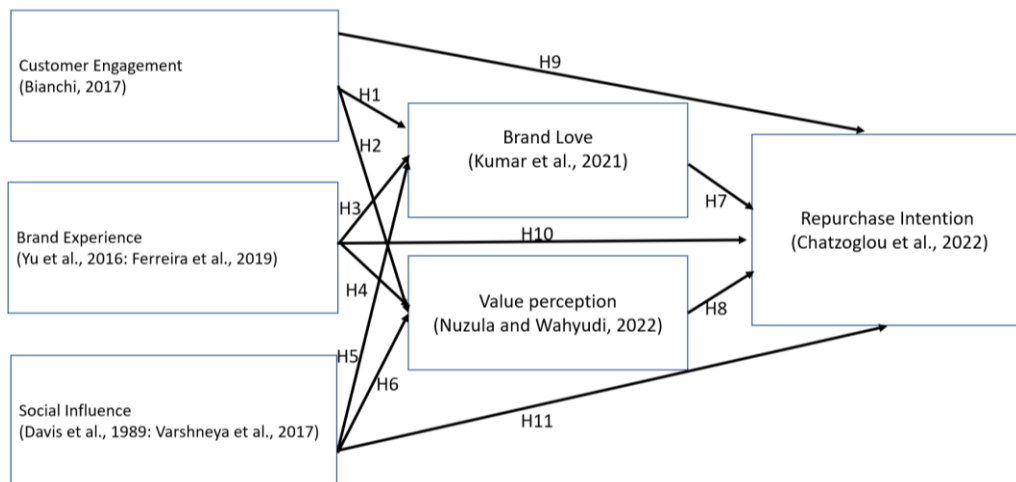 H9
Customer Engagement
(Bianchi, 2017)
H1
H2
Brand Love
(Kumar et al., 2021)
H7
Repurchase Intention
(Chatzoglou et al., 2022)
H3
Brand Experience
(Yu et al., 2016: Ferreira et al., 2019)
H10
H4
Value perception
(Nuzula and Wahyudi, 2022)
H8
H5
H6
Social Influence
(Davis et al., 1989: Varshneya et al., 2017)
H11